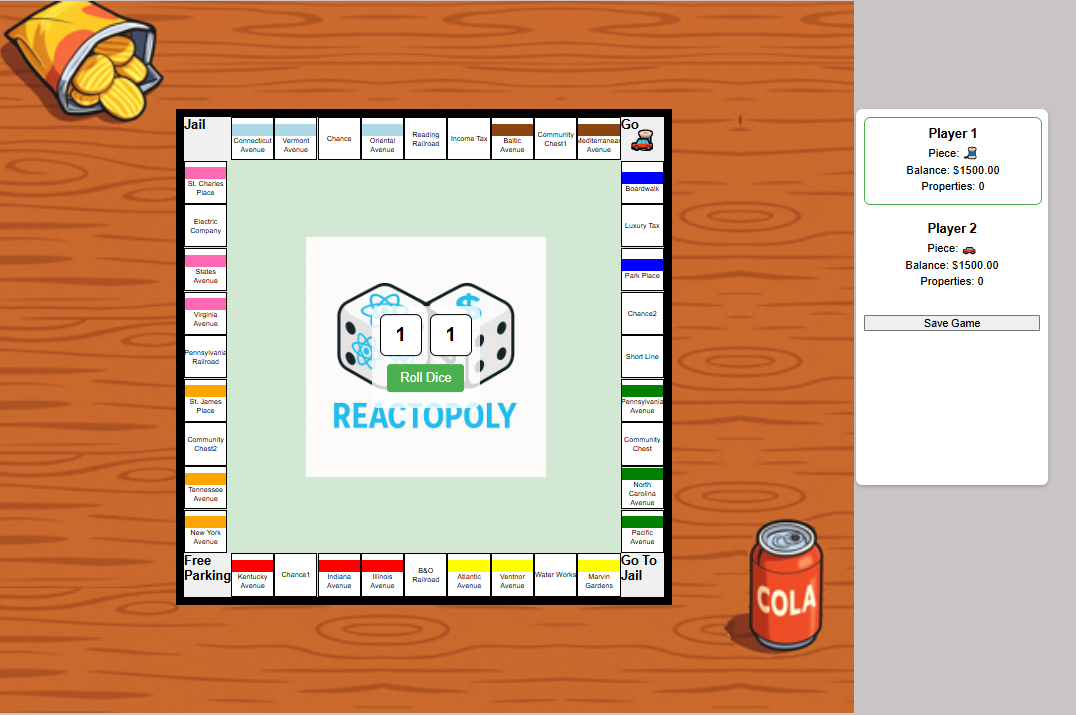 Jail
Connecticut
Avenue
Vermont
Avenue
Chance
Oriental
Avenue
Reading
Railroad
Income Tax
Baltic
Avenue
Community
Chest1
Mediterranean
Avenue
Go
St. Charles
Place
Electric
Company
States
Avenue
Virginia
Avenue
Pennsylvania
Railroad
St. James
Place
Community
Chest2
Tennessee
Avenue
New York
Avenue
Boardwalk
Luxury Tax
Park Place
Chance2
Short Line
Pennsylvania
Avenue
Community
Chest
North
Carolina
Avenue
Pacific
Avenue
1 1
Roll Dice
REACTOPOLY
Free
Parking
Kentucky
Avenue
Chance1
Indiana
Avenue
Illinois
Avenue
B&O
Railroad
Atlantic
Avenue
Ventnor
Avenue
Water Works
Marvin
Gardens
Go To
Jail
COLA
Player 1
Piece:
Balance: $1500.00
Properties: 0
Player 2
Piece:
Balance: $1500.00
Properties: 0
Save Game